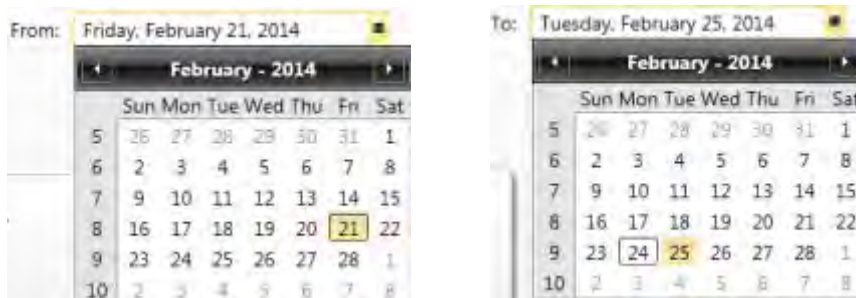 From: Friday, February 21, 2014
February - 2014
Sun Mon Tue Wed Thu Fri Sat
5 26 27 28 29 30 31 1
6 2 3 4 5 6 7 8
7 9 10 11 12 13 14 15
8 16 17 18 19 20 21 22
9 23 24 25 26 27 28 1
10 2 3 4 5 6 7 8
To: Tuesday, February 25, 2014
February - 2014
Sun Mon Tue Wed Thu Fri Sat
5 26 27 28 29 30 31 1
6 2 3 4 5 6 7 8
7 9 10 11 12 13 14 15
8 16 17 18 19 20 21 22
9 23 24 25 26 27 28 1
10 2 3 4 5 6 7 8